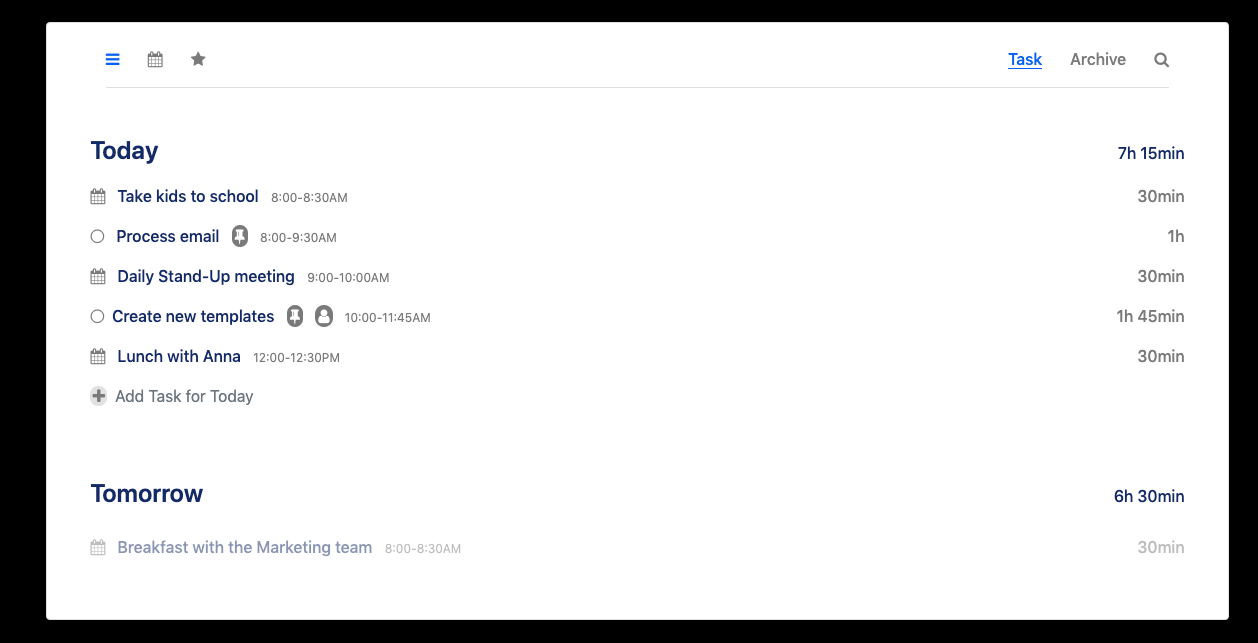 Task Archive
Today 7h 15min
Take kids to school 8:00-8:30AM 30min
Process email 8:00-9:30AM 1h
Daily Stand-Up meeting 9:00-10:00AM 30min
Create new templates 10:00-11:45AM 1h 45min
Lunch with Anna 12:00-12:30PM 30min
Add Task for Today
Tomorrow 6h 30min
Breakfast with the Marketing team 8:00-8:30AM 30min